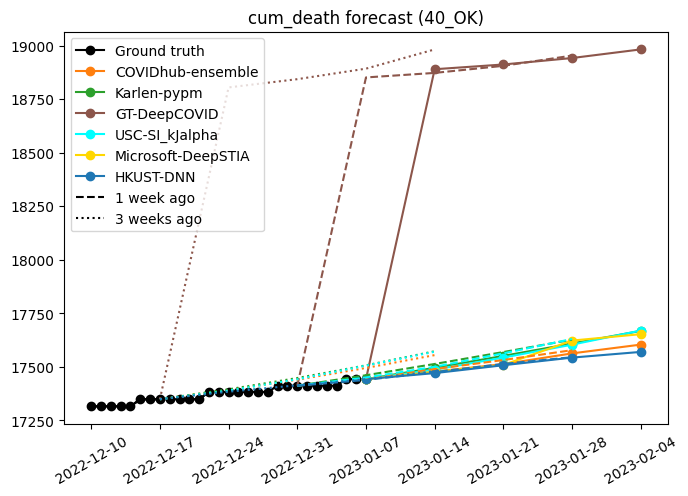 cum_death forecast (40_OK)
19000
18750
18500
18250
18000
17750
17500
17250
Ground truth
COVIDhub-ensemble
Karlen-pypm
GT-DeepCOVID
USC-SI_kJalpha
Microsoft-DeepSTIA
HKUST-DNN
1 week ago
3 weeks ago
2022-12-10
2022-12-17
2022-12-24
2022-12-31
2023-01-07
2023-01-14
2023-01-21
2023-01-28
2023-02-04